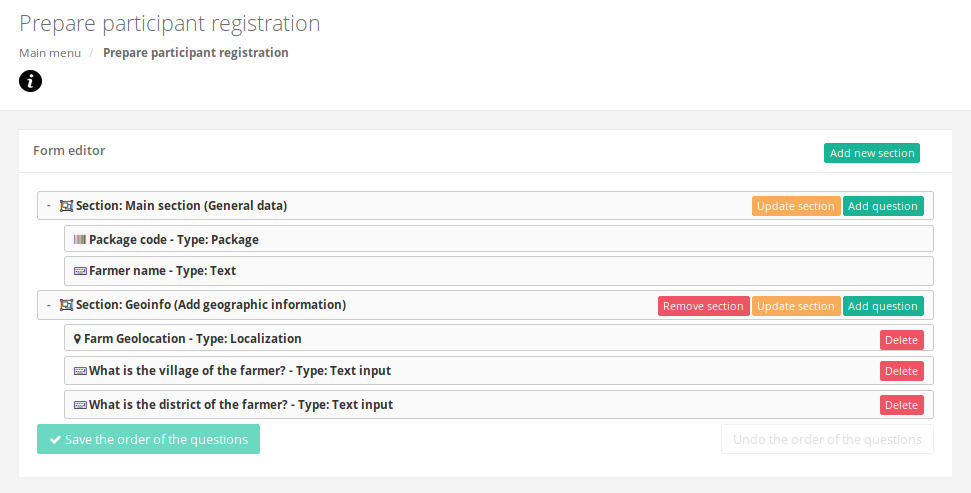 Prepare participant registration
Main menu / Prepare participant registration
i
Form editor
Add new section
- Section: Main section (General data) Update section Add question
Package code - Type: Package
Farmer name - Type: Text
- Section: Geoinfo (Add geographic information) Remove section Update section Add question
Farm Geolocation - Type: Localization Delete
What is the village of the farmer? - Type: Text input Delete
What is the district of the farmer? - Type: Text input Delete
Save the order of the questions Undo the order of the questions